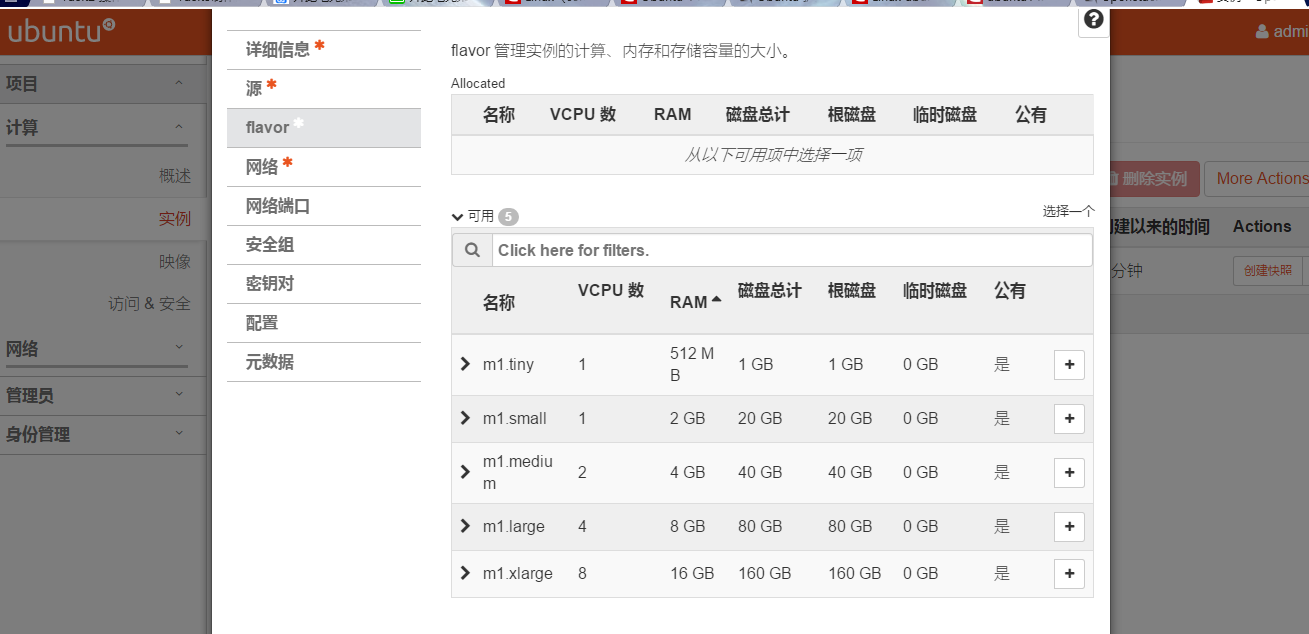 ubuntu
admi
项目
计算
概述
实例
映像
访问 & 安全
网络
管理员
身份管理
详细信息 *
源 *
flavor *
网络 *
网络端口
安全组
密钥对
配置
元数据
flavor 管理实例的计算、内存和存储容量的大小。
Allocated
名称 VCPU 数 RAM 磁盘总计 根磁盘 临时磁盘 公有
从以下可用项中选择一项
可用 5 选择一个
Click here for filters.
名称 VCPU 数 RAM 磁盘总计 根磁盘 临时磁盘 公有
m1.tiny 1 512 M
B 1 GB 1 GB 0 GB 是 +
m1.small 1 2 GB 20 GB 20 GB 0 GB 是 +
m1.mediu
m 2 4 GB 40 GB 40 GB 0 GB 是 +
m1.large 4 8 GB 80 GB 80 GB 0 GB 是 +
m1.xlarge 8 16 GB 160 GB 160 GB 0 GB 是 +
?
删除实例 More Actions
建以来的时间 Actions
分钟 创建快照